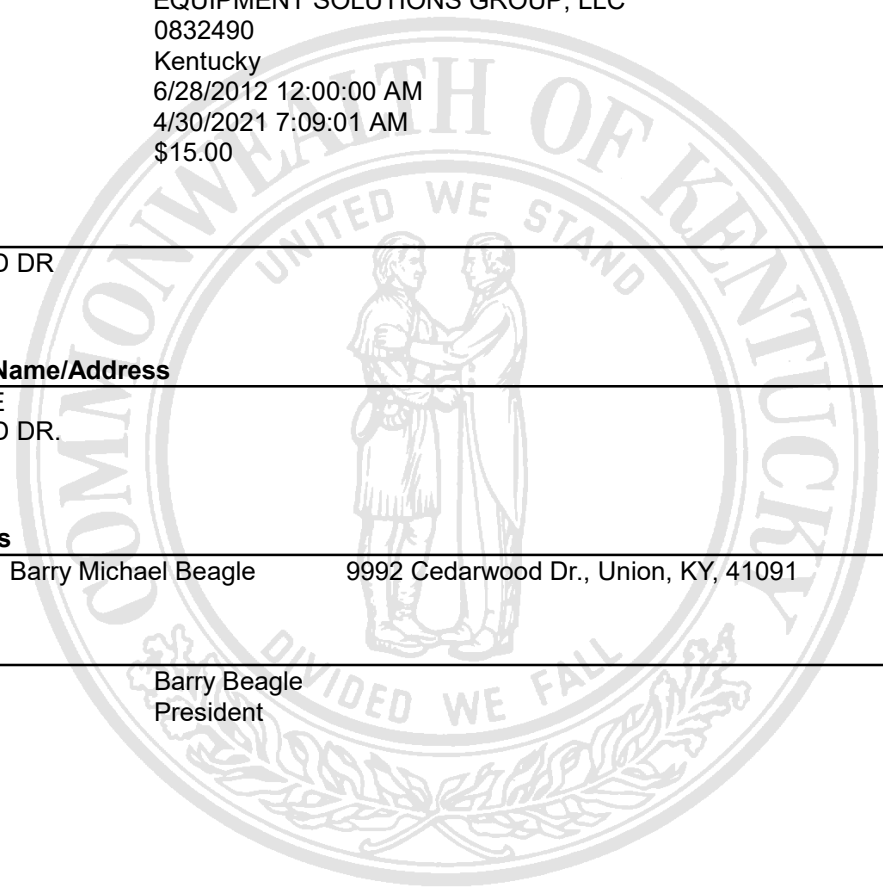 EQUIPMENT SOLUTIONS GROUP, LLC
0832490
Kentucky
6/28/2012 12:00:00 AM
4/30/2021 7:09:01 AM
$15.00
DR
Name/Address
DR.
Barry Michael Beagle 9992 Cedarwood Dr., Union, KY, 41091
Barry Beagle
President
COMMONWEALTH OF KENTUCKY
UNITED WE STAND
DIVIDED WE FALL